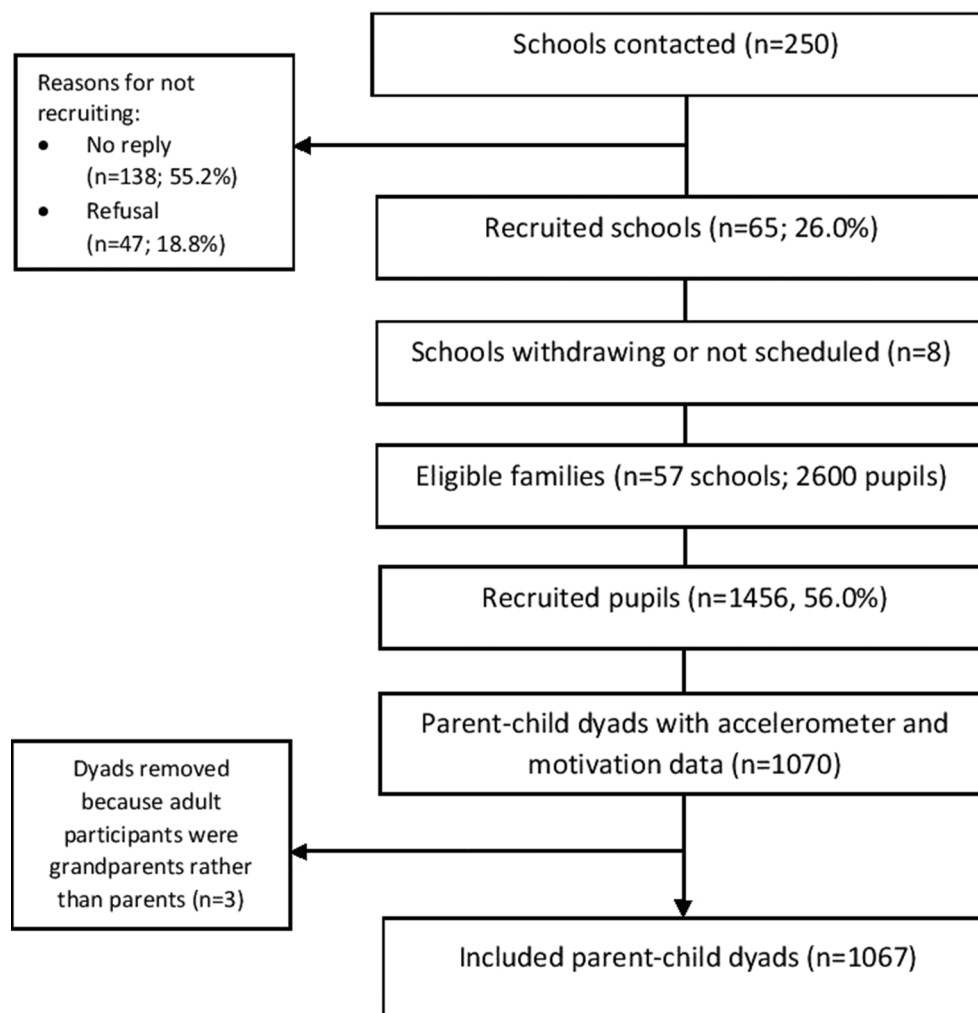 Schools contacted (n=250)
Reasons for not
recruiting:
• No reply
(n=138; 55.2%)
• Refusal
(n=47; 18.8%)
Recruited schools (n=65; 26.0%)
Schools withdrawing or not scheduled (n=8)
Eligible families (n=57 schools; 2600 pupils)
Recruited pupils (n=1456, 56.0%)
Parent-child dyads with accelerometer and
motivation data (n=1070)
Dyads removed
because adult
participants were
grandparents rather
than parents (n=3)
Included parent-child dyads (n=1067)